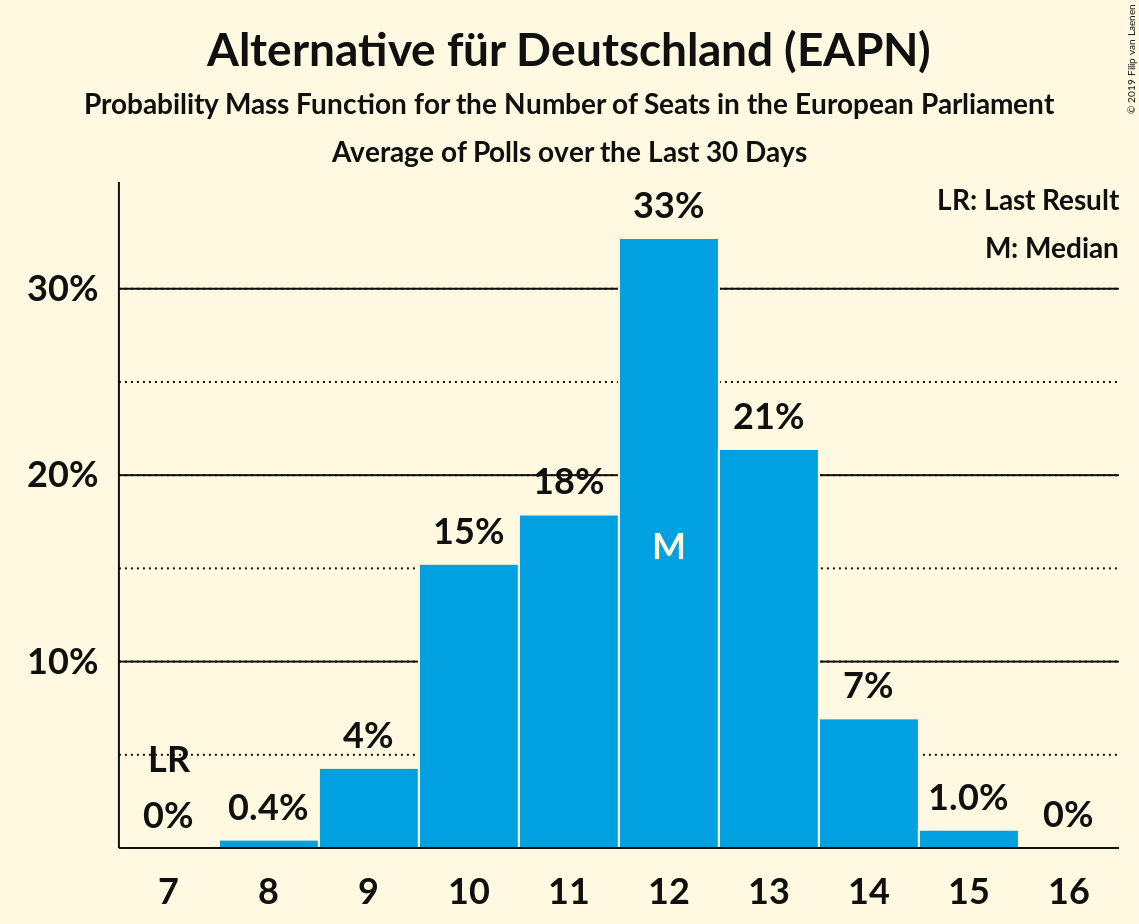 Alternative für Deutschland (EAPN)
Probability Mass Function for the Number of Seats in the European Parliament
Average of Polls over the Last 30 Days
© 2019 Filip van Laenen
LR: Last Result
M: Median
33%
30%
21%
20%
18%
15%
M
10%
7%
4%
LR
0%
0.4%
1.0%
0%
7 8 9 10 11 12 13 14 15 16